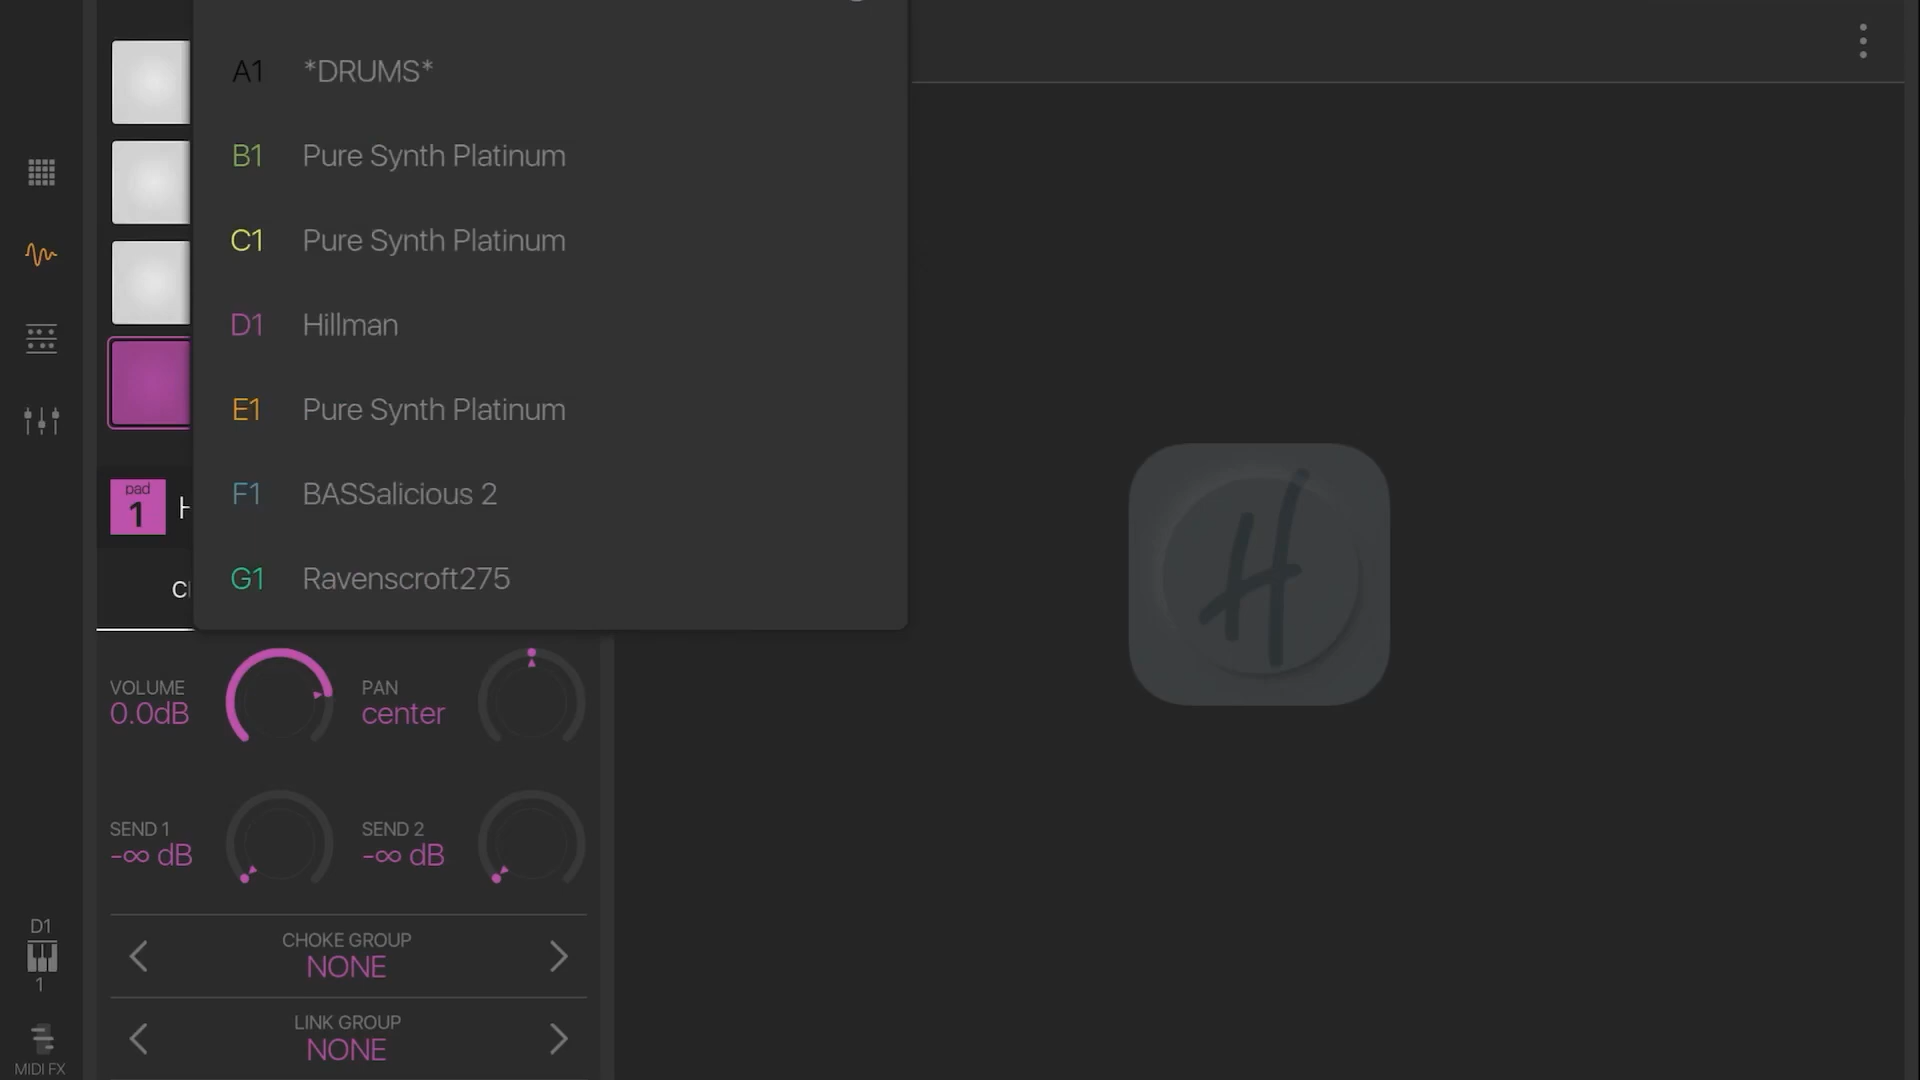 A1 *DRUMS*
B1 Pure Synth Platinum
C1 Pure Synth Platinum
D1 Hillman
E1 Pure Synth Platinum
F1 BASSalicious 2
G1 Ravenscroft275
pad
1
H
VOLUME
0.0dB
PAN
center
SEND 1
-∞ dB
SEND 2
-∞ dB
CHOKE GROUP
NONE
LINK GROUP
NONE
D1
1
MIDI FX
H